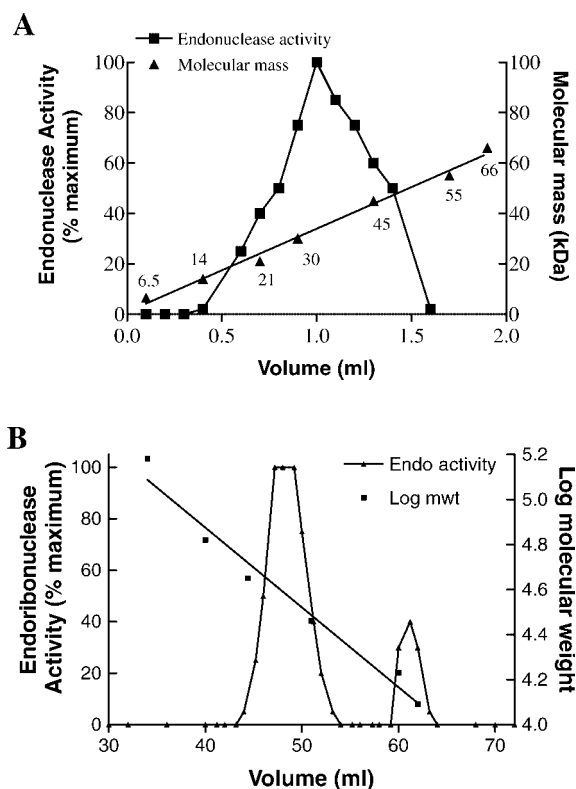 A
Endonuclease activity
Molecular mass
Endonuclease Activity
(% maximum)
100
80
60
40
20
0
6.5
14
21
30
45
55
66
100
80
60
40
20
0
Molecular mass
(kDa)
0.0
0.5
1.0
1.5
2.0
Volume (ml)
B
Endo activity
Log mwt
Endoribonuclease
Activity (% maximum)
100
80
60
40
20
0
5.2
5.0
4.8
4.6
4.4
4.2
4.0
Log molecular
weight
30
40
50
60
70
Volume (ml)